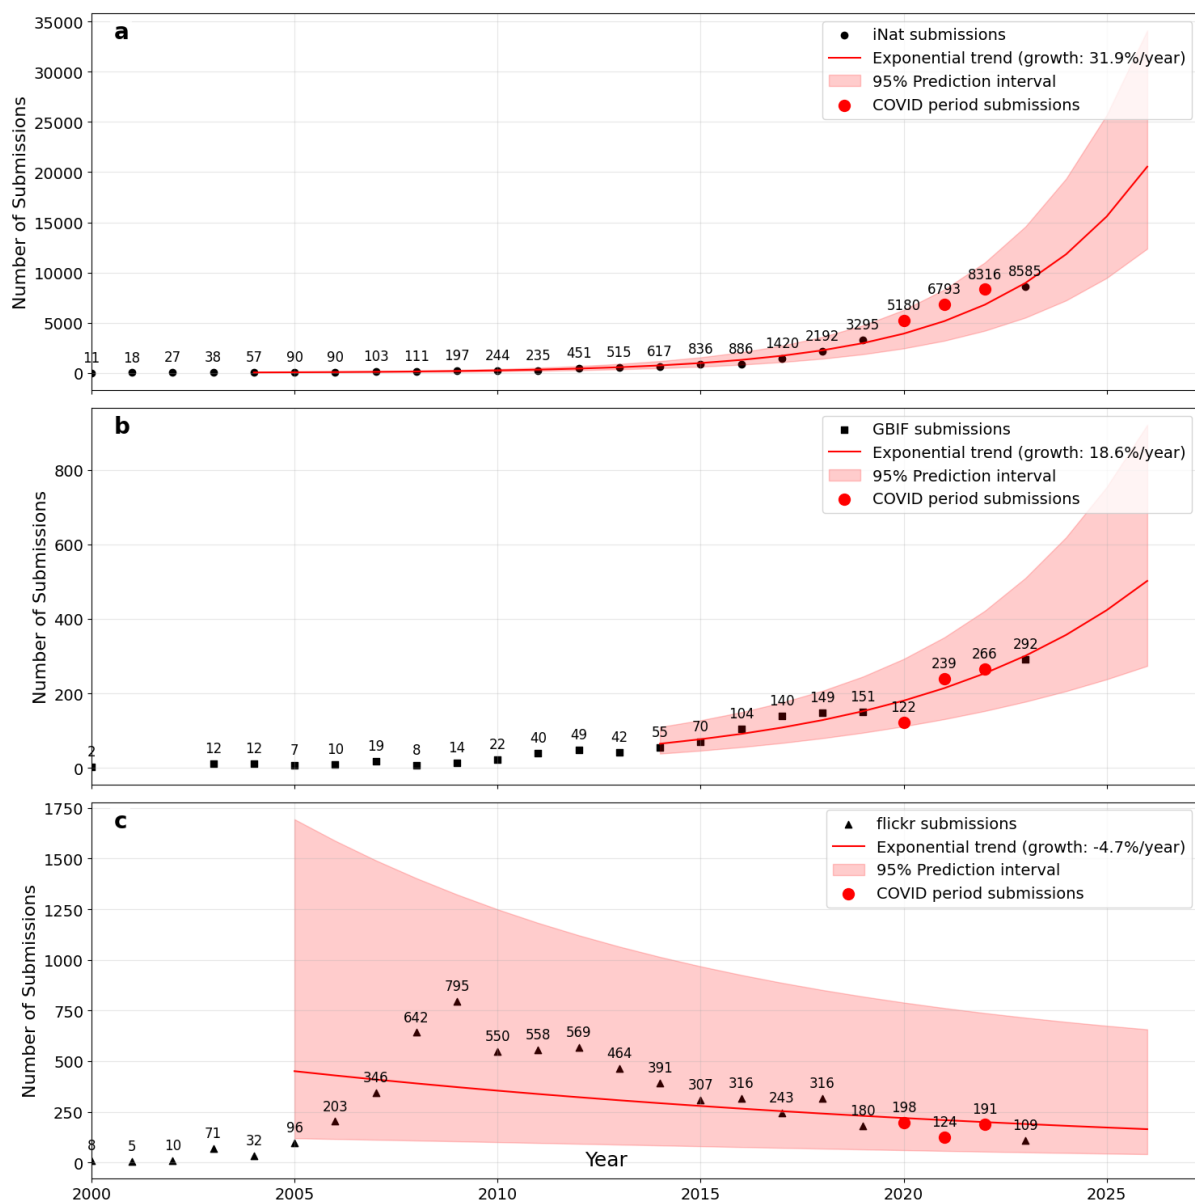 a
iNat submissions
Exponential trend (growth: 31.9%/year)
95% Prediction interval
COVID period submissions
Number of Submissions
35000
30000
25000
20000
15000
10000
5000
0
11 18 27 38 57 90 90 103 111 197 244 235 451 515 617 836 886 1420 2192 3295 5180 6793 8316 8585
b
GBIF submissions
Exponential trend (growth: 18.6%/year)
95% Prediction interval
COVID period submissions
Number of Submissions
800
600
400
200
0
2 12 12 7 10 19 8 14 22 40 49 42 55 70 104 140 149 151 122 239 266 292
c
flickr submissions
Exponential trend (growth: -4.7%/year)
95% Prediction interval
COVID period submissions
Number of Submissions
1750
1500
1250
1000
750
500
250
0
8 5 10 71 32 96 203 346 642 795 550 558 569 464 391 307 316 243 316 180 198 124 191 109
Year
2000 2005 2010 2015 2020 2025